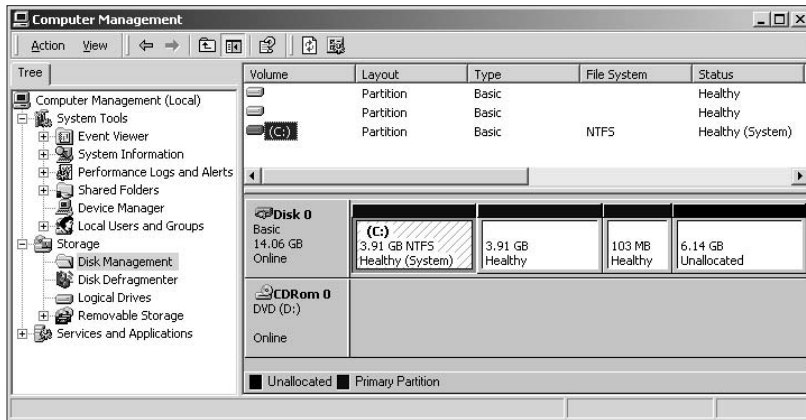 Computer Management
Action View
Tree
Computer Management (Local)
System Tools
Event Viewer
System Information
Performance Logs and Alerts
Shared Folders
Device Manager
Local Users and Groups
Storage
Disk Management
Disk Defragmenter
Logical Drives
Removable Storage
Services and Applications
Volume Layout Type File System Status
Partition Basic Healthy
Partition Basic Healthy
(C:) Partition Basic NTFS Healthy (System)
Disk 0
Basic
14.06 GB
Online
(C:)
3.91 GB NTFS
Healthy (System)
3.91 GB
Healthy
103 MB
Healthy
6.14 GB
Unallocated
CDRom 0
DVD (D:)
Online
Unallocated Primary Partition